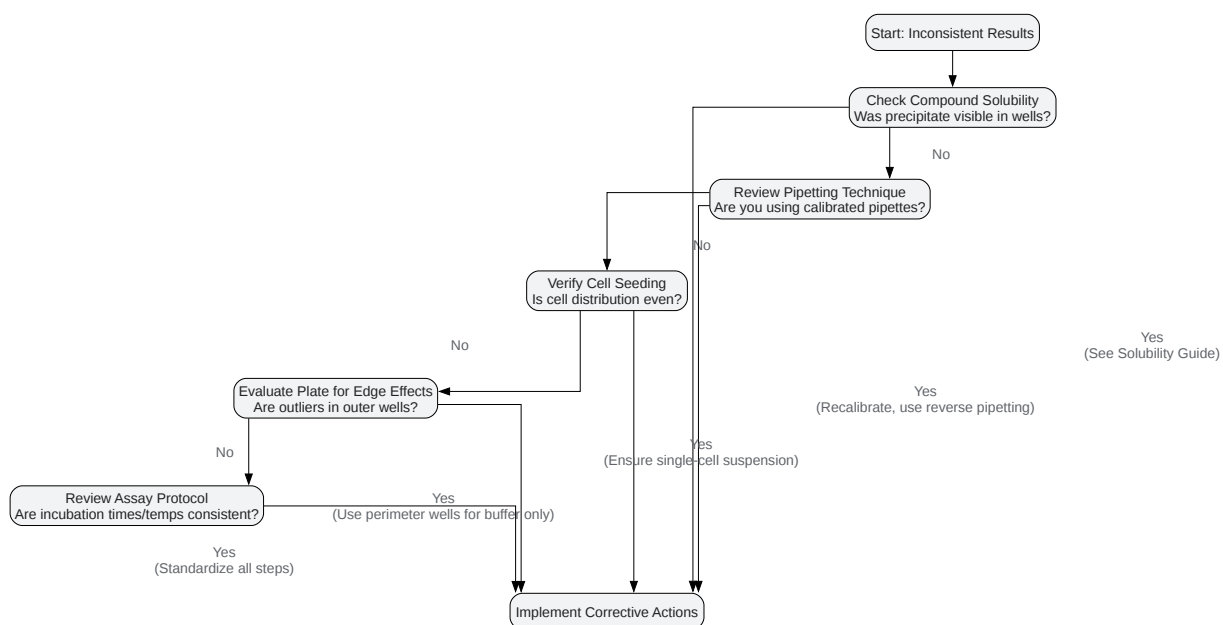 Start: Inconsistent Results
Check Compound Solubility
Was precipitate visible in wells?
No
Review Pipetting Technique
Are you using calibrated pipettes?
No
Verify Cell Seeding
Is cell distribution even?
Yes
(See Solubility Guide)
No
Evaluate Plate for Edge Effects
Are outliers in outer wells?
Yes
(Recalibrate, use reverse pipetting)
No
Yes
(Ensure single-cell suspension)
Review Assay Protocol
Are incubation times/temps consistent?
Yes
(Use perimeter wells for buffer only)
Yes
(Standardize all steps)
Implement Corrective Actions